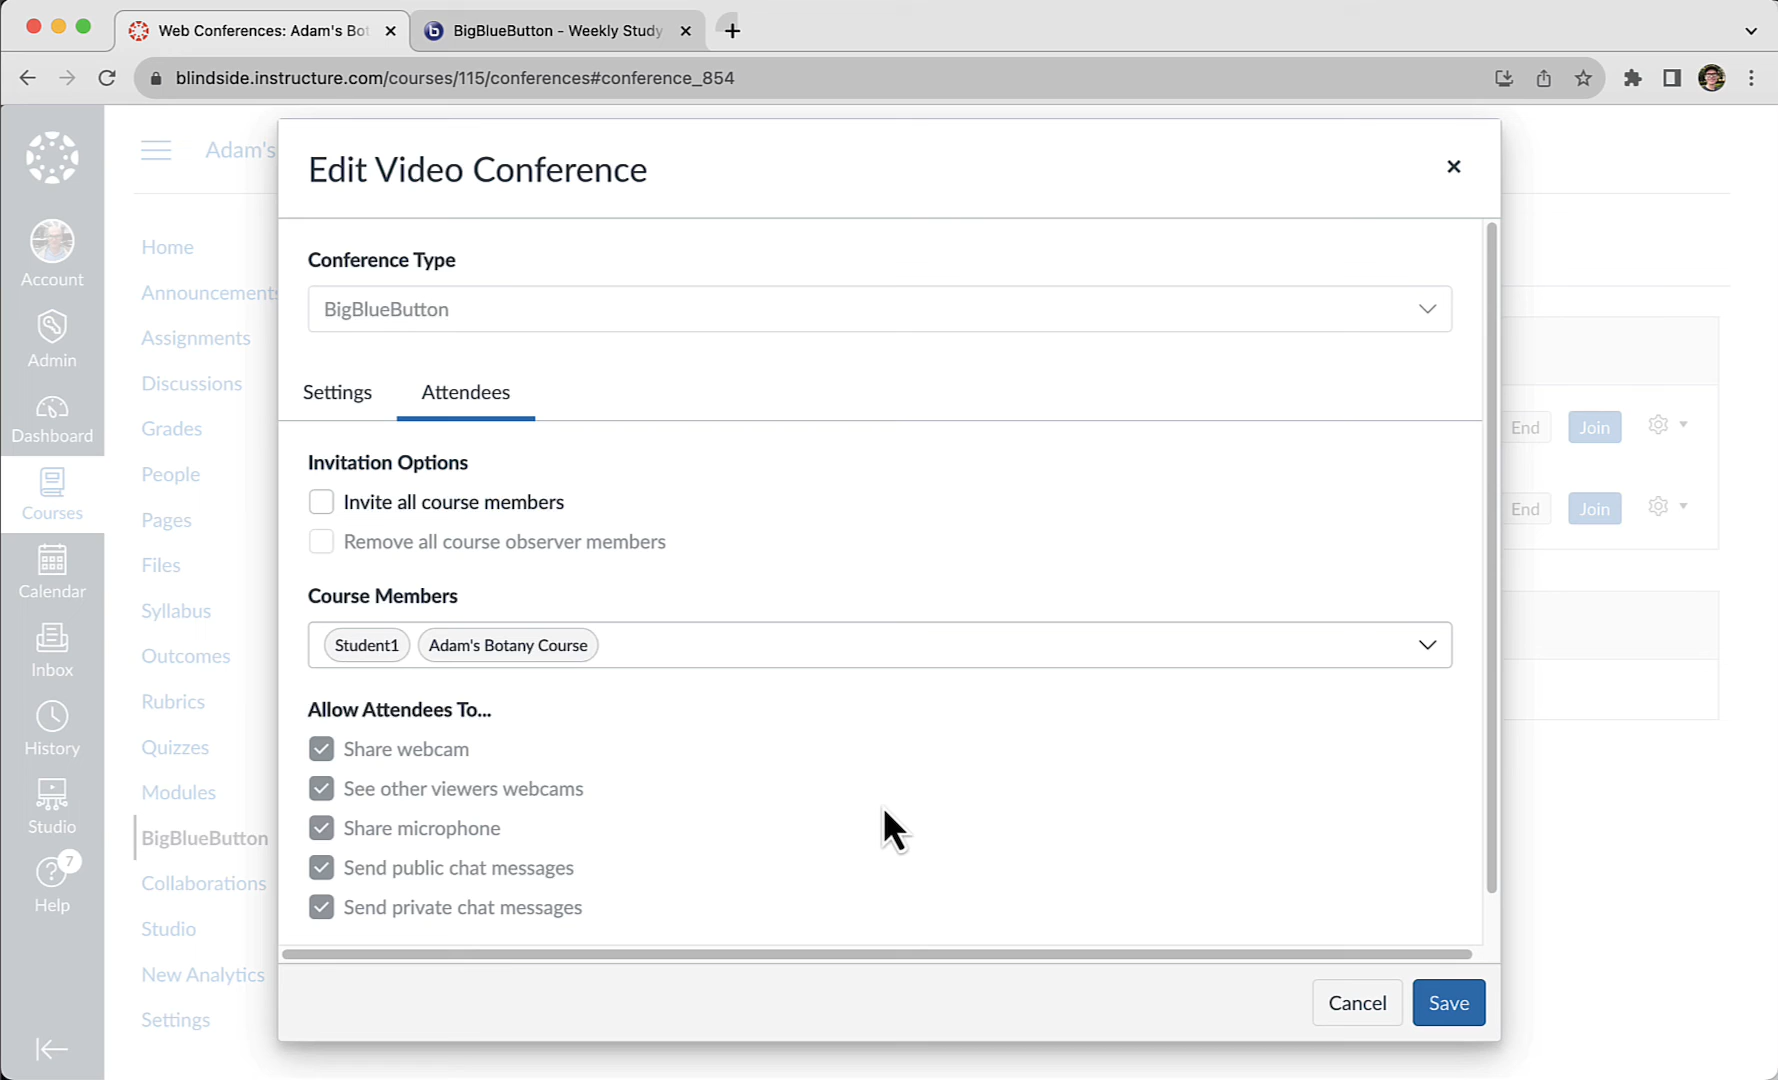 Web Conferences: Adam's Bot
BigBlueButton - Weekly Study
blindside.instructure.com/courses/115/conferences#conference_854
Adam's
Account
Admin
Dashboard
Courses
Calendar
Inbox
History
Studio
7
Help
Home
Announcements
Assignments
Discussions
Grades
People
Pages
Files
Syllabus
Outcomes
Rubrics
Quizzes
Modules
BigBlueButton
Collaborations
Studio
New Analytics
Settings
Edit Video Conference
Conference Type
BigBlueButton
Settings Attendees
Invitation Options
Invite all course members
Remove all course observer members
Course Members
Student1 Adam's Botany Course
Allow Attendees To...
Share webcam
See other viewers webcams
Share microphone
Send public chat messages
Send private chat messages
Cancel Save
End Join
End Join